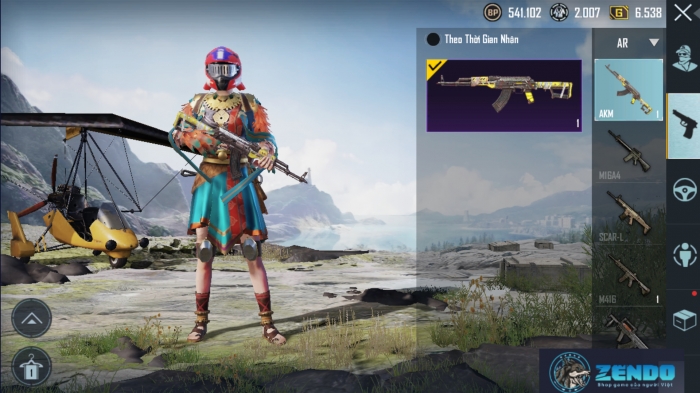 BP 541.102 2.007 G 6.538
Theo Thời Gian Nhận
AR
1
AKM 1
M16A4
SCAR-L
M416 1
ZENDO
Shop game của người Việt